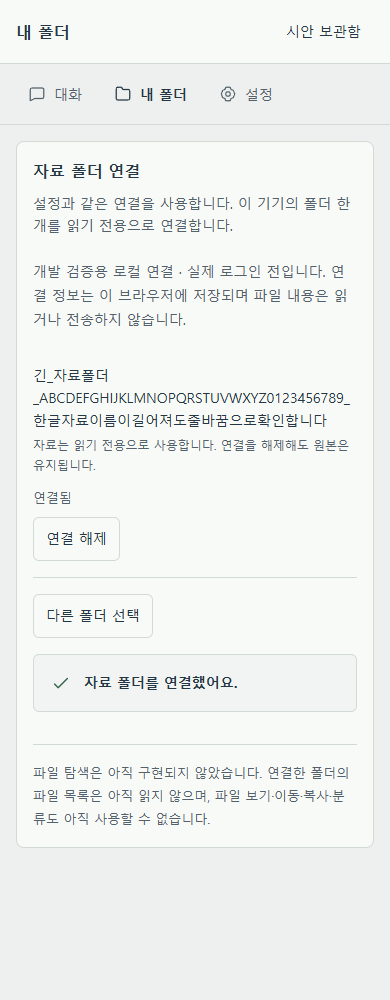 내 폴더
시안 보관함
대화
내 폴더
설정
자료 폴더 연결
설정과 같은 연결을 사용합니다. 이 기기의 폴더 한
개를 읽기 전용으로 연결합니다.
개발 검증용 로컬 연결 · 실제 로그인 전입니다. 연
결 정보는 이 브라우저에 저장되며 파일 내용은 읽
거나 전송하지 않습니다.
긴_자료폴더
_ABCDEFGHIJKLMNOPQRSTUVWXYZ0123456789_
한글자료이름이길어져도줄바꿈으로확인합니다
자료는 읽기 전용으로 사용합니다. 연결을 해제해도 원본은
유지됩니다.
연결됨
연결 해제
다른 폴더 선택
자료 폴더를 연결했어요.
파일 탐색은 아직 구현되지 않았습니다. 연결한 폴더의
파일 목록은 아직 읽지 않으며, 파일 보기·이동·복사·분
류도 아직 사용할 수 없습니다.